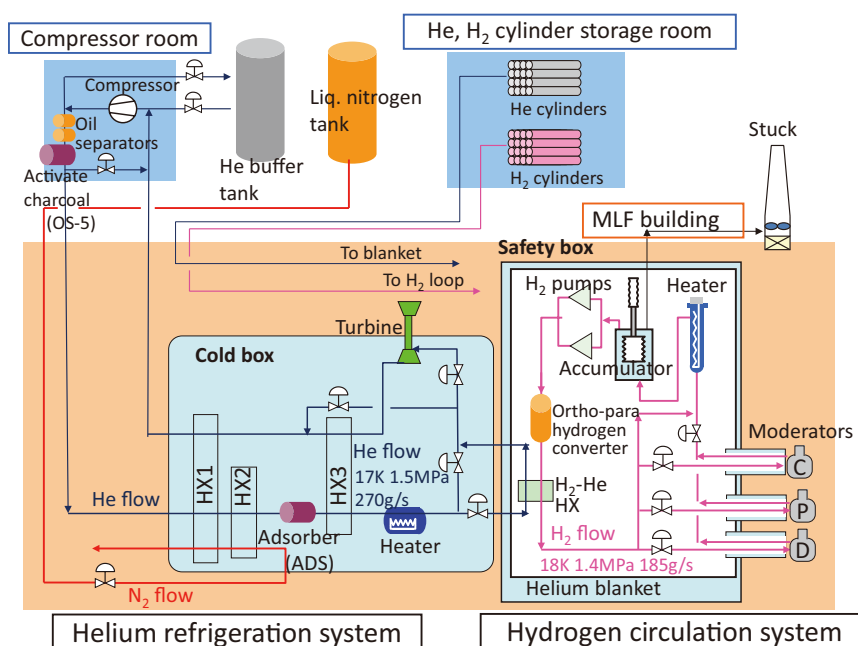 Compressor room
He, H2 cylinder storage room
Compressor
Oil
separators
Activate
charcoal
(OS-5)
He buffer
tank
Liq. nitrogen
tank
He cylinders
H2 cylinders
Stuck
MLF building
To blanket
To H2 loop
Safety box
H2 pumps
Heater
Accumulator
Turbine
Cold box
Ortho-para
hydrogen
converter
Moderators
HX1
HX2
HX3
He flow
17K 1.5MPa
270g/s
He flow
Adsorber
(ADS)
Heater
H2-He
HX
H2 flow
18K 1.4MPa 185g/s
C
P
D
N2 flow
Helium blanket
Helium refrigeration system
Hydrogen circulation system